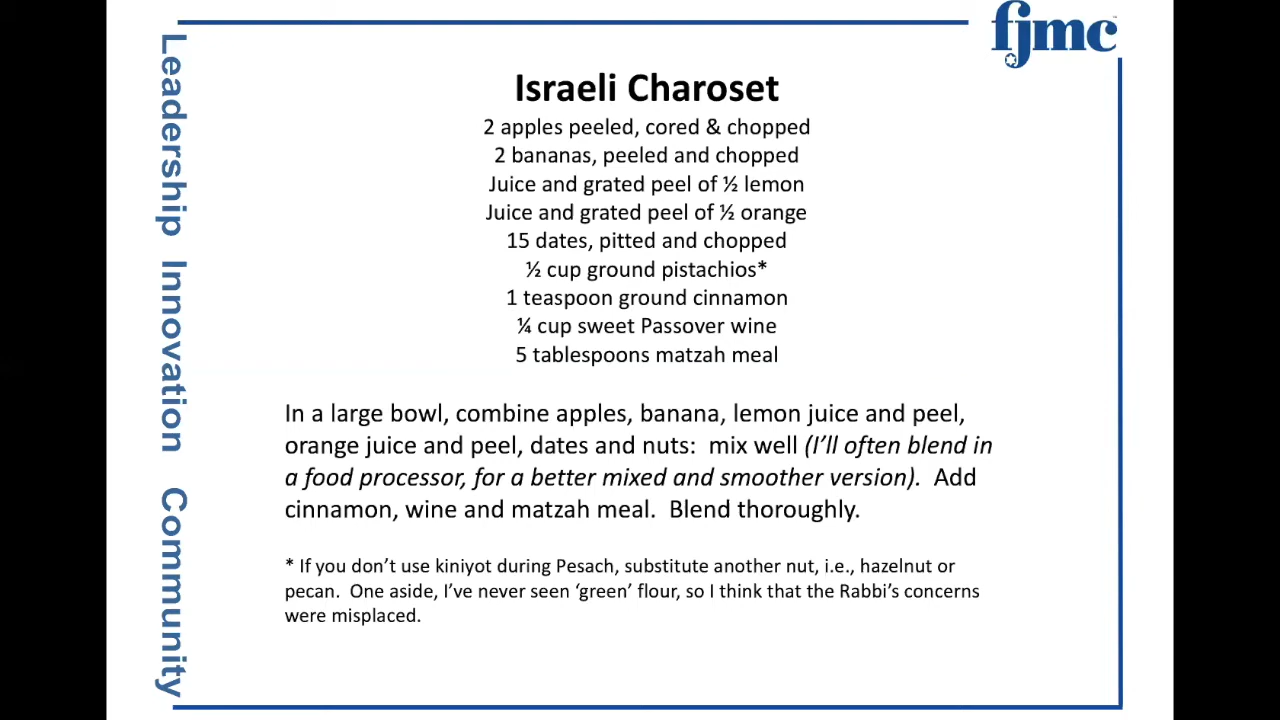 fjmc
Leadership Innovation Community
Israeli Charoset
2 apples peeled, cored & chopped
2 bananas, peeled and chopped
Juice and grated peel of ½ lemon
Juice and grated peel of ½ orange
15 dates, pitted and chopped
½ cup ground pistachios*
1 teaspoon ground cinnamon
¼ cup sweet Passover wine
5 tablespoons matzah meal
In a large bowl, combine apples, banana, lemon juice and peel,
orange juice and peel, dates and nuts:  mix well (I’ll often blend in
a food processor, for a better mixed and smoother version).  Add
cinnamon, wine and matzah meal.  Blend thoroughly.
* If you don’t use kiniyot during Pesach, substitute another nut, i.e., hazelnut or
pecan.  One aside, I’ve never seen ‘green’ flour, so I think that the Rabbi’s concerns
were misplaced.